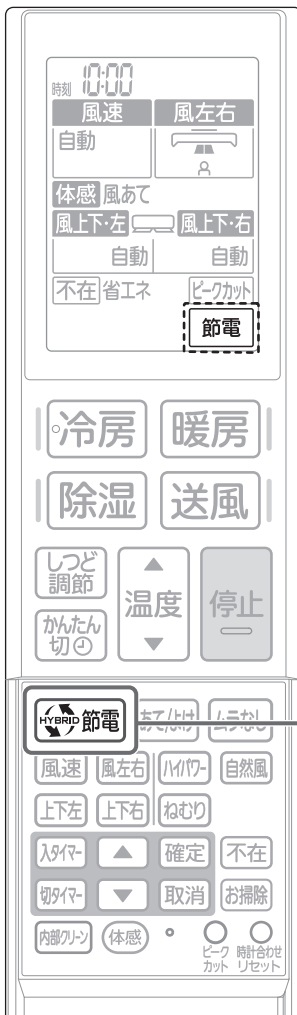 時刻 10:00
風速 風左右
自動
体感 風あて
風上下・左 風上下・右
自動 自動
不在 省エネ ピークカット
節電
冷房 暖房
除湿 送風
しつど調節 温度 停止
かんたん切
HYBRID 節電 あて/よけ ムラなし
風速 風左右 ハイパワー 自然風
上下左 上下右 ねむり
入タイマー 確定 不在
切タイマー 取消 お掃除
内部クリーン 体感 ピークカット 時計合わせ リセット